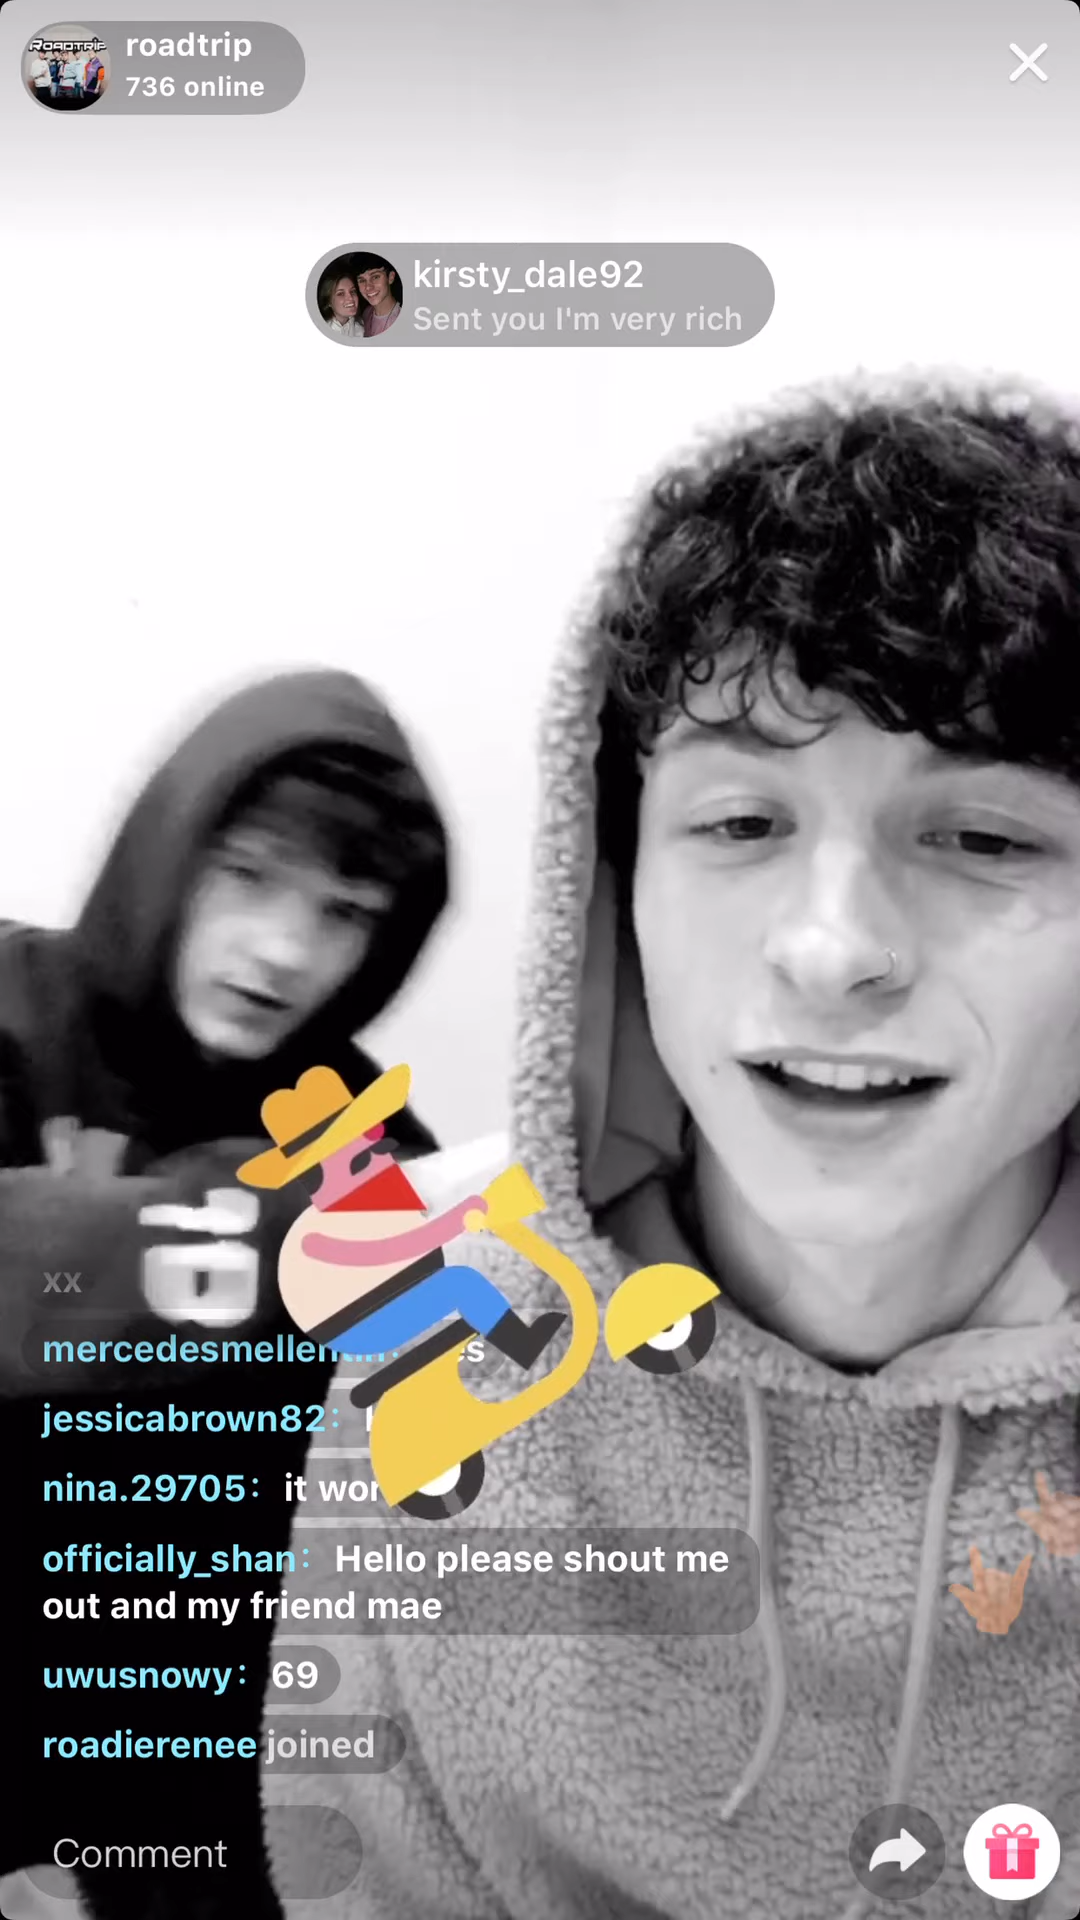 ROADTRIP
roadtrip
736 online
kirsty_dale92
Sent you I'm very rich
xx
jessicabrown82:
nina.29705: it
officially_shan: Hello please shout me
out and my friend mae
uwusnowy: 69
roadierenee joined
Comment